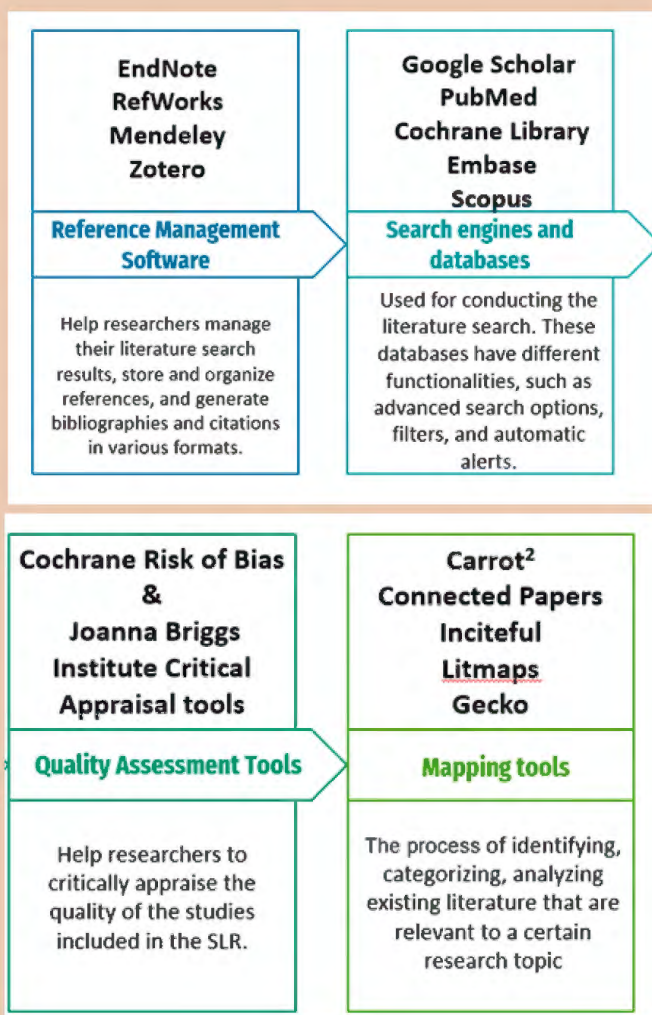 EndNote
RefWorks
Mendeley
Zotero
Reference Management
Software
Help researchers manage
their literature search
results, store and organize
references, and generate
bibliographies and citations
in various formats.
Google Scholar
PubMed
Cochrane Library
Embase
Scopus
Search engines and
databases
Used for conducting the
literature search. These
databases have different
functionalities, such as
advanced search options,
filters, and automatic
alerts.
Cochrane Risk of Bias
&
Joanna Briggs
Institute Critical
Appraisal tools
Quality Assessment Tools
Help researchers to
critically appraise the
quality of the studies
included in the SLR.
Carrot²
Connected Papers
Inciteful
Litmaps
Gecko
Mapping tools
The process of identifying,
categorizing, analyzing
existing literature that are
relevant to a certain
research topic